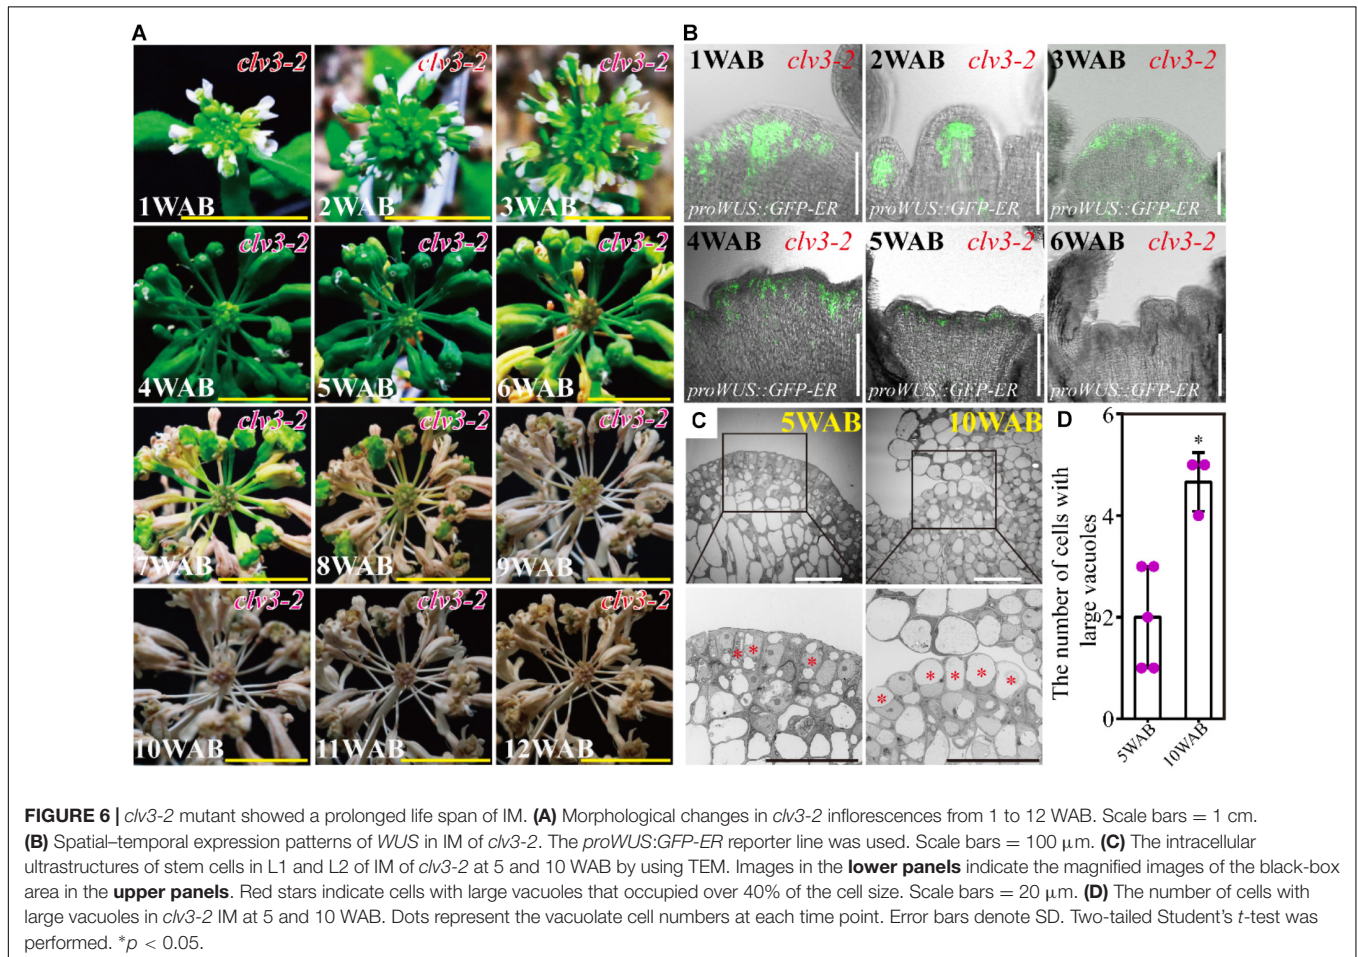 A
B
clv3-2
clv3-2
clv3-2
1WAB
2WAB
3WAB
clv3-2
clv3-2
clv3-2
4WAB
5WAB
6WAB
clv3-2
clv3-2
clv3-2
7WAB
8WAB
9WAB
clv3-2
clv3-2
clv3-2
10WAB
11WAB
12WAB
1WAB clv3-2
2WAB clv3-2
3WAB clv3-2
proWUS::GFP-ER
proWUS::GFP-ER
proWUS::GFP-ER
4WAB clv3-2
5WAB clv3-2
6WAB clv3-2
proWUS::GFP-ER
proWUS::GFP-ER
proWUS::GFP-ER
C
5WAB
10WAB
* * *
* * * * *
D
The number of cells with
large vacuoles
6
4
2
0
*
5WAB
10WAB
FIGURE 6 | clv3-2 mutant showed a prolonged life span of IM. (A) Morphological changes in clv3-2 inflorescences from 1 to 12 WAB. Scale bars = 1 cm.
(B) Spatial–temporal expression patterns of WUS in IM of clv3-2. The proWUS:GFP-ER reporter line was used. Scale bars = 100 μm. (C) The intracellular
ultrastructures of stem cells in L1 and L2 of IM of clv3-2 at 5 and 10 WAB by using TEM. Images in the lower panels indicate the magnified images of the black-box
area in the upper panels. Red stars indicate cells with large vacuoles that occupied over 40% of the cell size. Scale bars = 20 μm. (D) The number of cells with
large vacuoles in clv3-2 IM at 5 and 10 WAB. Dots represent the vacuolate cell numbers at each time point. Error bars denote SD. Two-tailed Student's t-test was
performed. *p < 0.05.